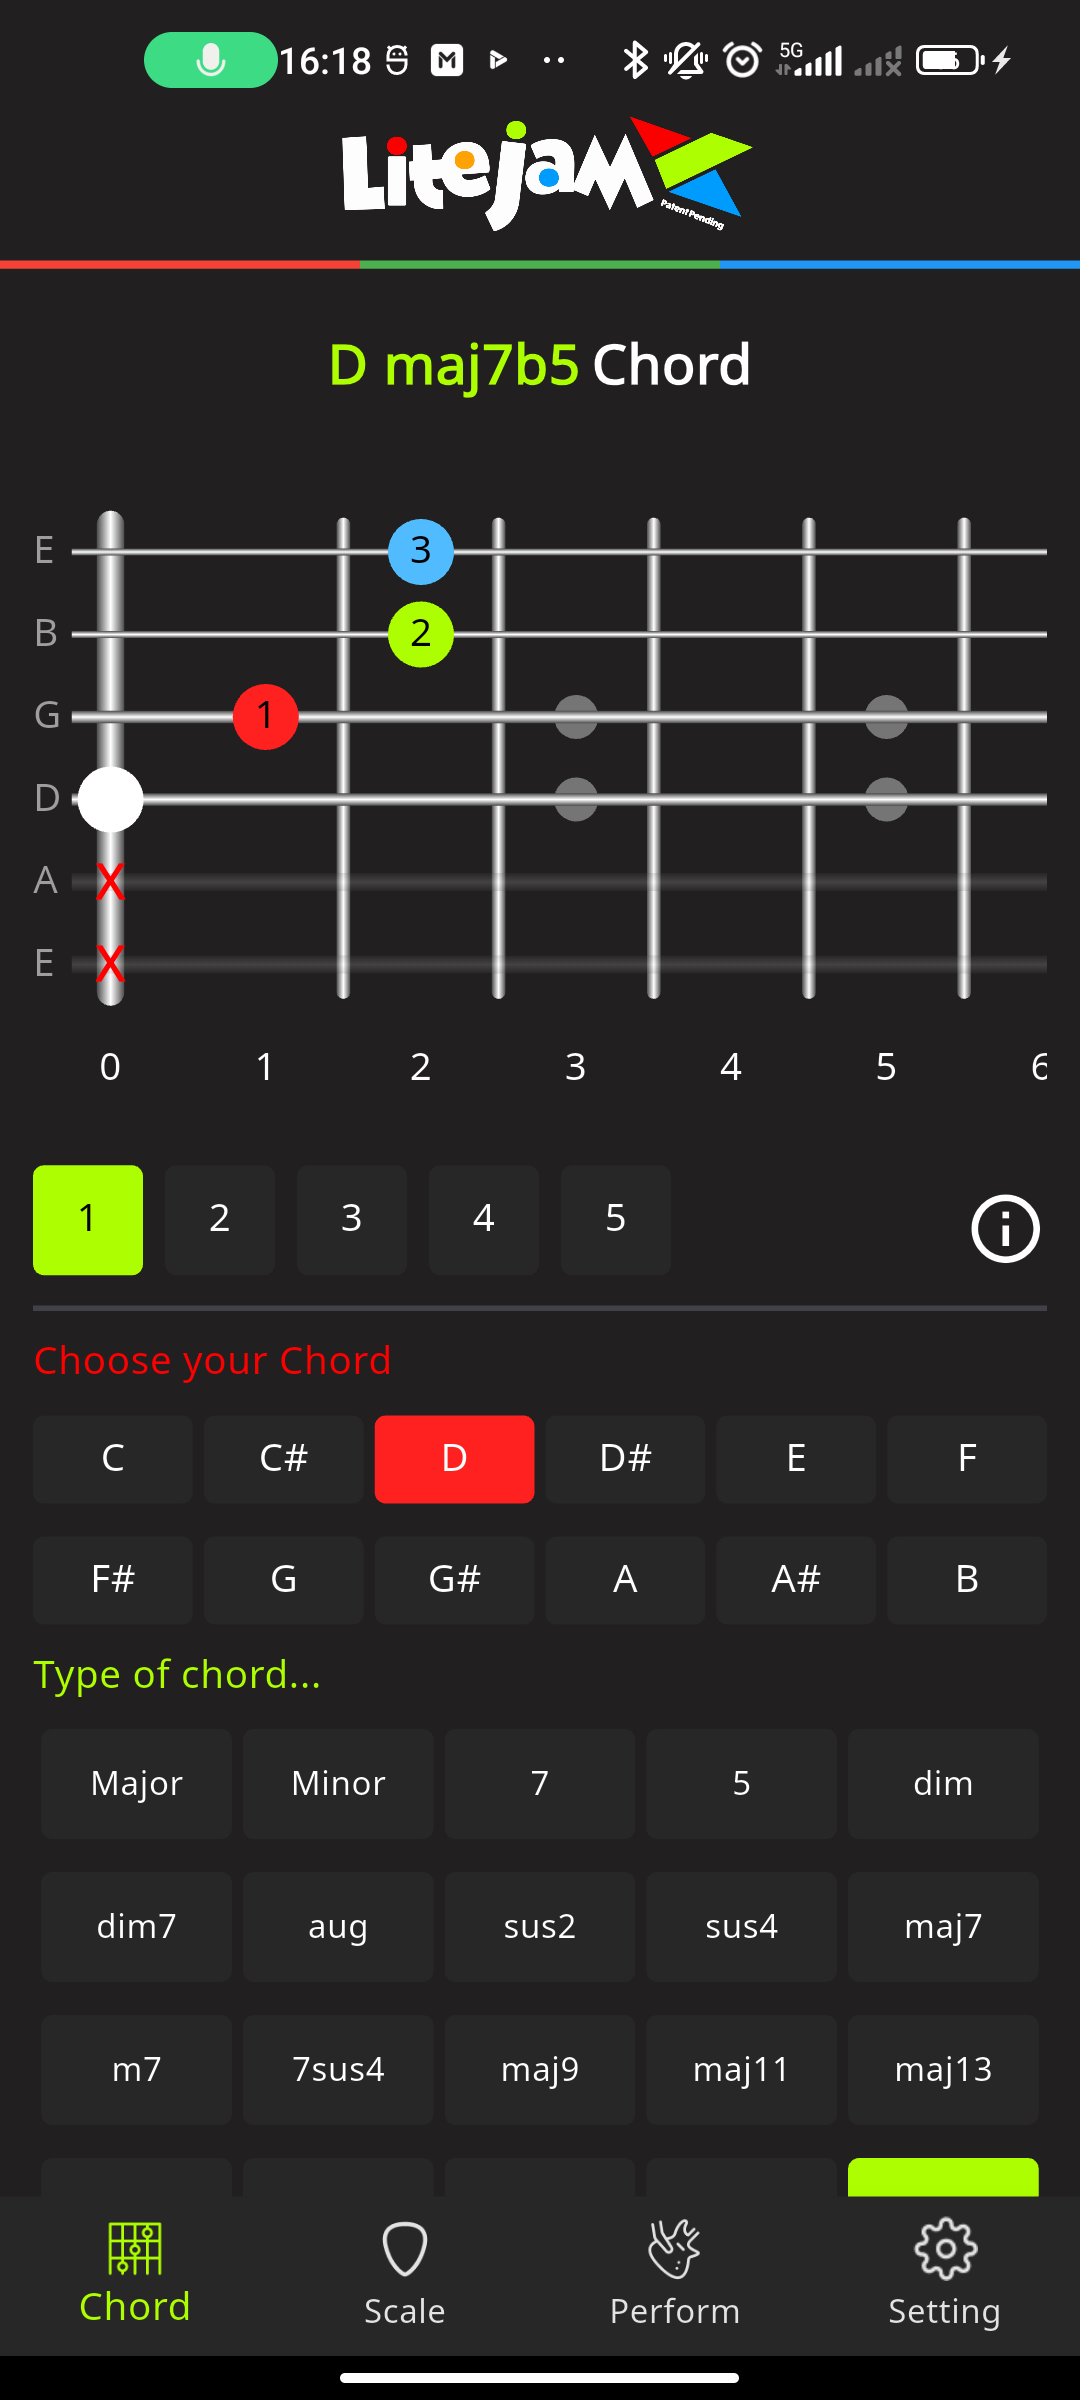 16:18 5G
Litejam
Patent Pending
D maj7b5 Chord
E 3
B 2
G 1
D
A X
E X
0 1 2 3 4 5 6
1 2 3 4 5
Choose your Chord
C C# D D# E F
F# G G# A A# B
Type of chord...
Major Minor 7 5 dim
dim7 aug sus2 sus4 maj7
m7 7sus4 maj9 maj11 maj13
Chord Scale Perform Setting